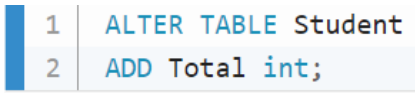 1 ALTER TABLE Student
2 ADD Total int;